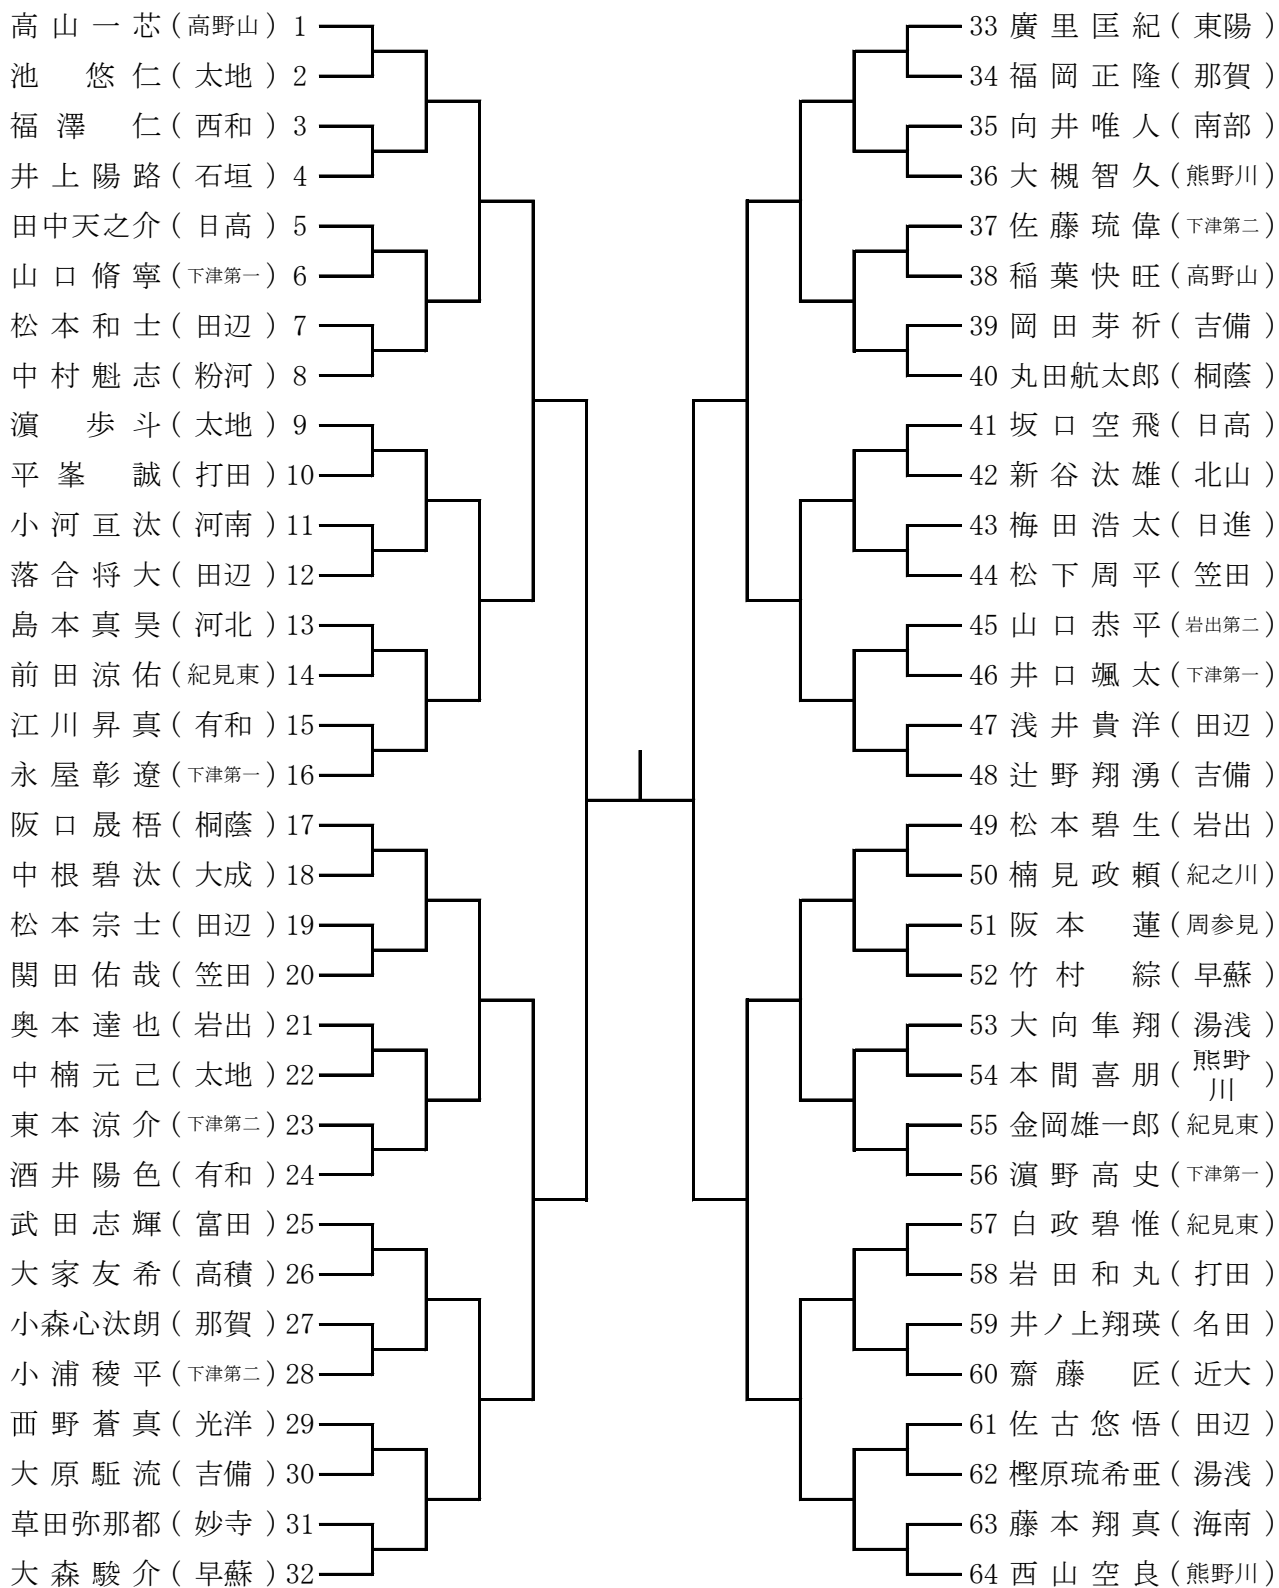 高山一芯(高野山)1
池 悠仁(太地)2
福澤 仁(西和)3
井上陽路(石垣)4
田中天之介(日高)5
山口脩寧(下津第一)6
松本和士(田辺)7
中村魁志(粉河)8
濵 歩斗(太地)9
平峯 誠(打田)10
小河亘汰(河南)11
落合将大(田辺)12
島本真昊(河北)13
前田涼佑(紀見東)14
江川昇真(有和)15
永屋彰遼(下津第一)16
阪口晟梧(桐蔭)17
中根碧汰(大成)18
松本宗士(田辺)19
関田佑哉(笠田)20
奥本達也(岩出)21
中楠元己(太地)22
東本涼介(下津第二)23
酒井陽色(有和)24
武田志輝(富田)25
大家友希(高積)26
小森心汰朗(那賀)27
小浦稜平(下津第二)28
西野蒼真(光洋)29
大原駈流(吉備)30
草田弥那都(妙寺)31
大森駿介(早蘇)32
33 廣里匡紀(東陽)
34 福岡正隆(那賀)
35 向井唯人(南部)
36 大槻智久(熊野川)
37 佐藤琉偉(下津第二)
38 稲葉快旺(高野山)
39 岡田芽祈(吉備)
40 丸田航太郎(桐蔭)
41 坂口空飛(日高)
42 新谷汰雄(北山)
43 梅田浩太(日進)
44 松下周平(笠田)
45 山口恭平(岩出第二)
46 井口颯太(下津第一)
47 浅井貴洋(田辺)
48 辻野翔湧(吉備)
49 松本碧生(岩出)
50 楠見政頼(紀之川)
51 阪本 蓮(周参見)
52 竹村 綜(早蘇)
53 大向隼翔(湯浅)
54 本間喜朋(熊野川)
55 金岡雄一郎(紀見東)
56 濵野高史(下津第一)
57 白政碧惟(紀見東)
58 岩田和丸(打田)
59 井ノ上翔瑛(名田)
60 齋藤 匠(近大)
61 佐古悠悟(田辺)
62 樫原琉希亜(湯浅)
63 藤本翔真(海南)
64 西山空良(熊野川)